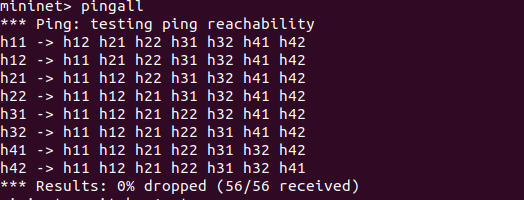 mininet> pingall
*** Ping: testing ping reachability
h11 -> h12 h21 h22 h31 h32 h41 h42
h12 -> h11 h21 h22 h31 h32 h41 h42
h21 -> h11 h12 h22 h31 h32 h41 h42
h22 -> h11 h12 h21 h31 h32 h41 h42
h31 -> h11 h12 h21 h22 h32 h41 h42
h32 -> h11 h12 h21 h22 h31 h41 h42
h41 -> h11 h12 h21 h22 h31 h32 h42
h42 -> h11 h12 h21 h22 h31 h32 h41
*** Results: 0% dropped (56/56 received)